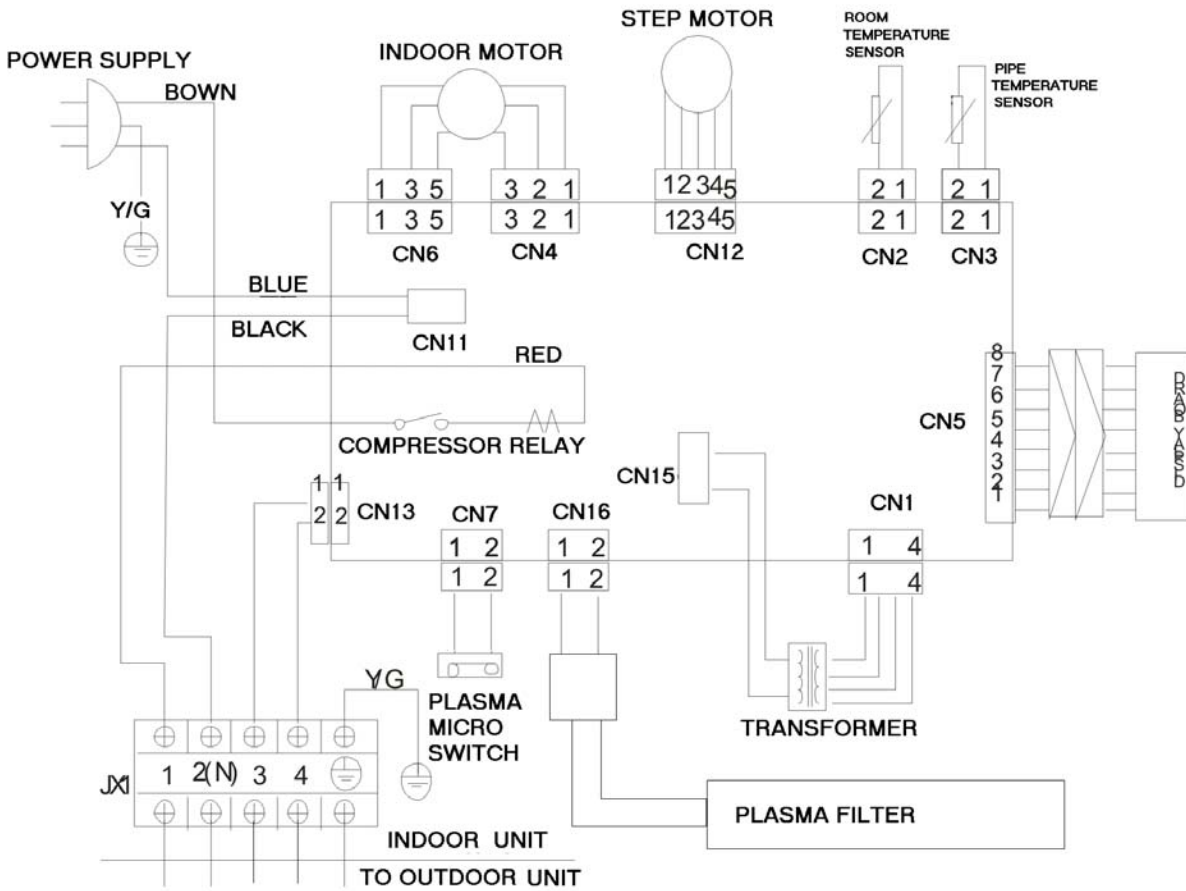 STEP MOTOR
ROOM
TEMPERATURE
SENSOR
POWER SUPPLY
INDOOR MOTOR
PIPE
TEMPERATURE
SENSOR
BOWN
1 3 5
3 2 1
12345
2 1
2 1
Y/G
1 3 5
3 2 1
12345
2 1
2 1
CN6
CN4
CN12
CN2
CN3
BLUE
BLACK
CN11
RED
8
7
6
5
4
3
2
1
CN5
DISPLAY BOARD
COMPRESSOR RELAY
CN15
1 1
2 2
CN13
CN7
CN16
CN1
1 2
1 2
1 4
1 2
1 2
1 4
Y/G
PLASMA
MICRO
SWITCH
TRANSFORMER
JX1
1 2(N) 3 4
PLASMA FILTER
INDOOR UNIT
TO OUTDOOR UNIT